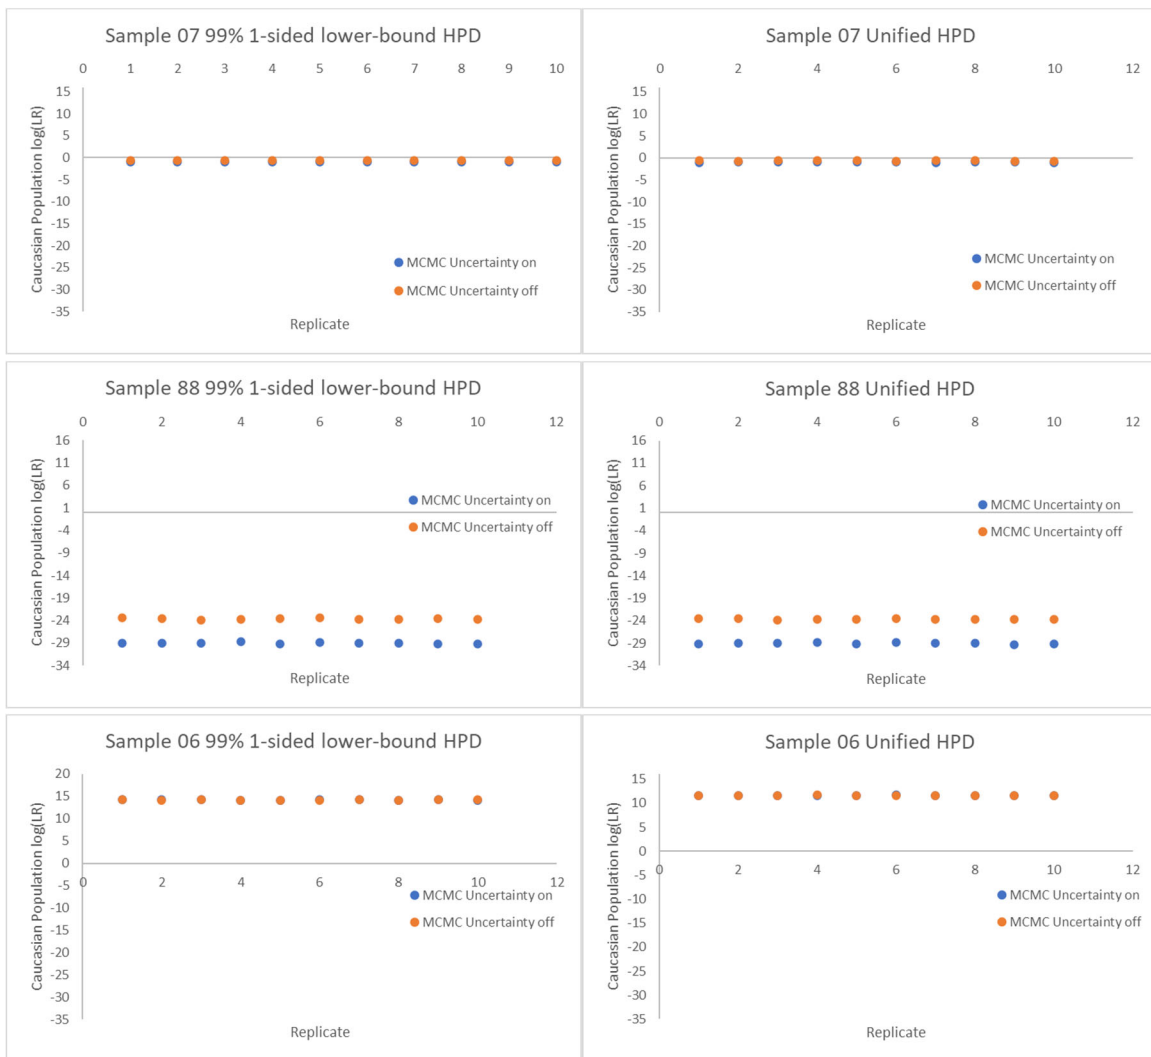 Sample 07 99% 1-sided lower-bound HPD
0 1 2 3 4 5 6 7 8 9 10
15
10
5
0
-5
-10
-15
-20
-25
-30
-35
Caucasian Population log(LR)
MCMC Uncertainty on
MCMC Uncertainty off
Replicate
Sample 07 Unified HPD
0 2 4 6 8 10 12
15
10
5
0
-5
-10
-15
-20
-25
-30
-35
Caucasian Population log(LR)
MCMC Uncertainty on
MCMC Uncertainty off
Replicate
Sample 88 99% 1-sided lower-bound HPD
0 2 4 6 8 10 12
16
11
6
1
-4
-9
-14
-19
-24
-29
-34
Caucasian Population log(LR)
MCMC Uncertainty on
MCMC Uncertainty off
Replicate
Sample 88 Unified HPD
0 2 4 6 8 10 12
16
11
6
1
-4
-9
-14
-19
-24
-29
-34
Caucasian Population log(LR)
MCMC Uncertainty on
MCMC Uncertainty off
Replicate
Sample 06 99% 1-sided lower-bound HPD
20
15
10
5
0
-5
-10
-15
-20
-25
-30
-35
Caucasian Population log(LR)
0 2 4 6 8 10 12
MCMC Uncertainty on
MCMC Uncertainty off
Replicate
Sample 06 Unified HPD
15
10
5
0
-5
-10
-15
-20
-25
-30
-35
Caucasian Population log(LR)
0 2 4 6 8 10 12
MCMC Uncertainty on
MCMC Uncertainty off
Replicate